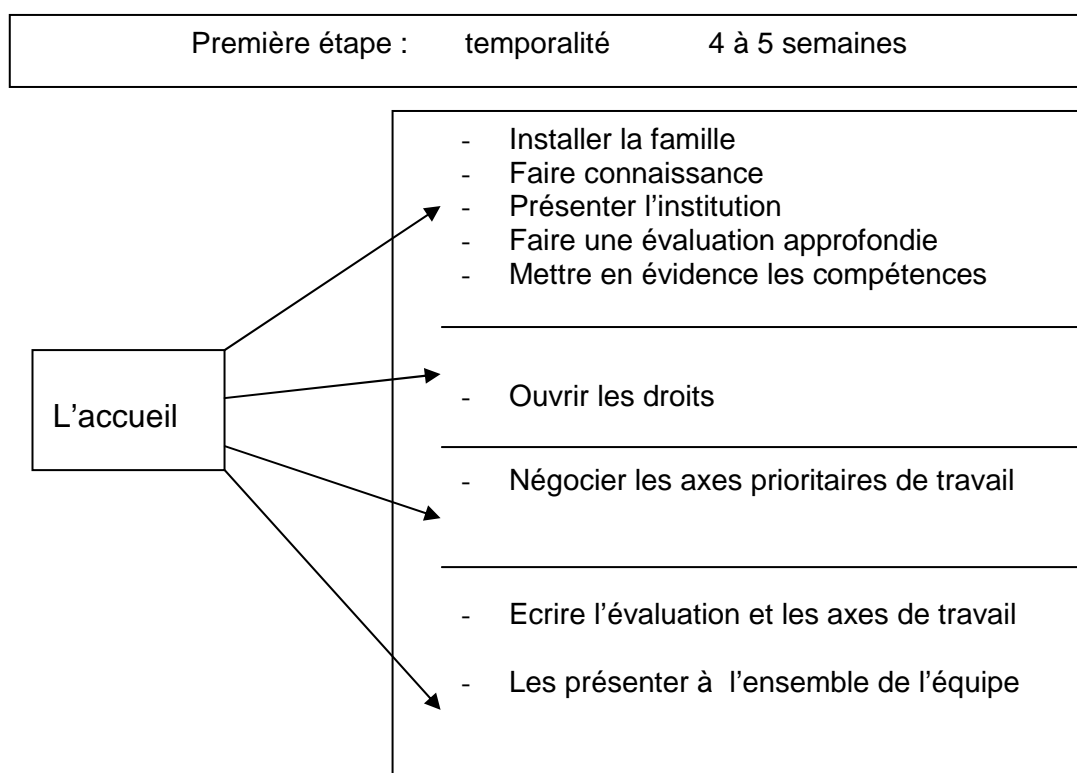 Première étape : temporalité 4 à 5 semaines
- Installer la famille
- Faire connaissance
- Présenter l'institution
- Faire une évaluation approfondie
- Mettre en évidence les compétences
L'accueil
- Ouvrir les droits
- Négocier les axes prioritaires de travail
- Ecrire l'évaluation et les axes de travail
- Les présenter à l'ensemble de l'équipe